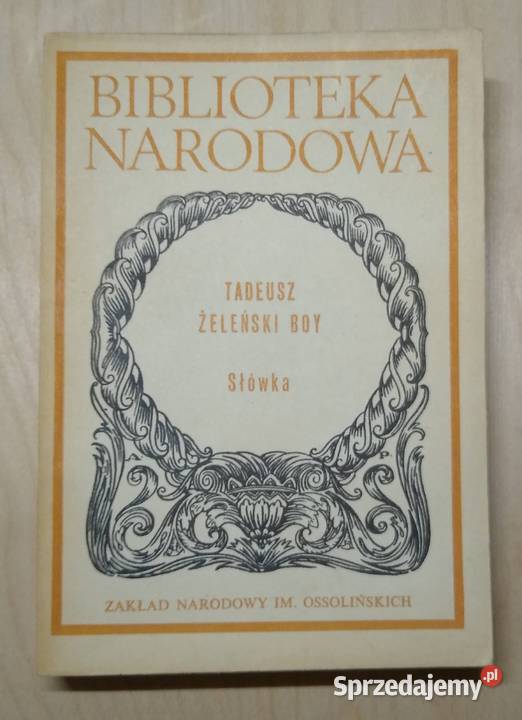 BIBLIOTEKA
NARODOWA
TADEUSZ
ŻELEŃSKI BOY
Słówka
ZAKŁAD NARODOWY IM. OSSOLIŃSKICH
Sprzedajemy.pl